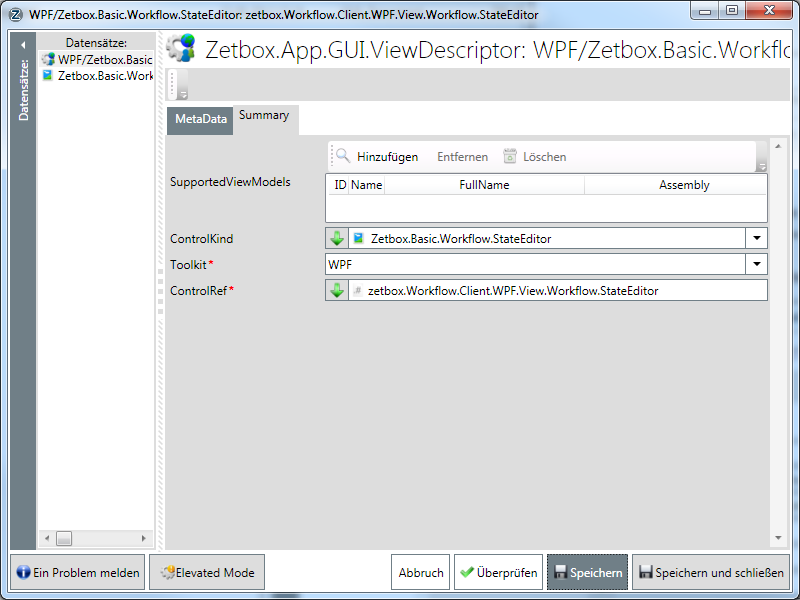 WPF/Zetbox.Basic.Workflow.StateEditor: zetbox.Workflow.Client.WPF.View.Workflow.StateEditor
Datensätze:
Datensätze:
WPF/Zetbox.Basic
Zetbox.Basic.Work
Zetbox.App.GUI.ViewDescriptor: WPF/Zetbox.Basic.Workflo
MetaData
Summary
Hinzufügen Entfernen Löschen
SupportedViewModels
ID Name FullName Assembly
ControlKind Zetbox.Basic.Workflow.StateEditor
Toolkit* WPF
ControlRef* zetbox.Workflow.Client.WPF.View.Workflow.StateEditor
Ein Problem melden Elevated Mode Abbruch Überprüfen Speichern Speichern und schließen